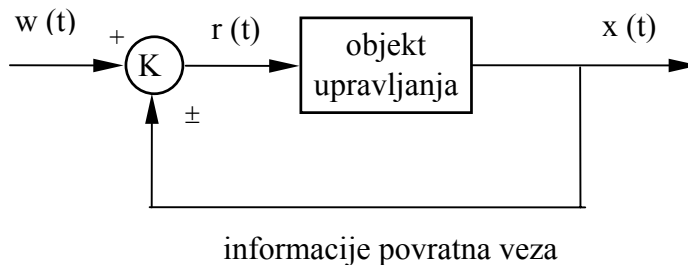 w (t)
+
K
r (t)
objekt
upravljanja
x (t)
±
informacije povratna veza